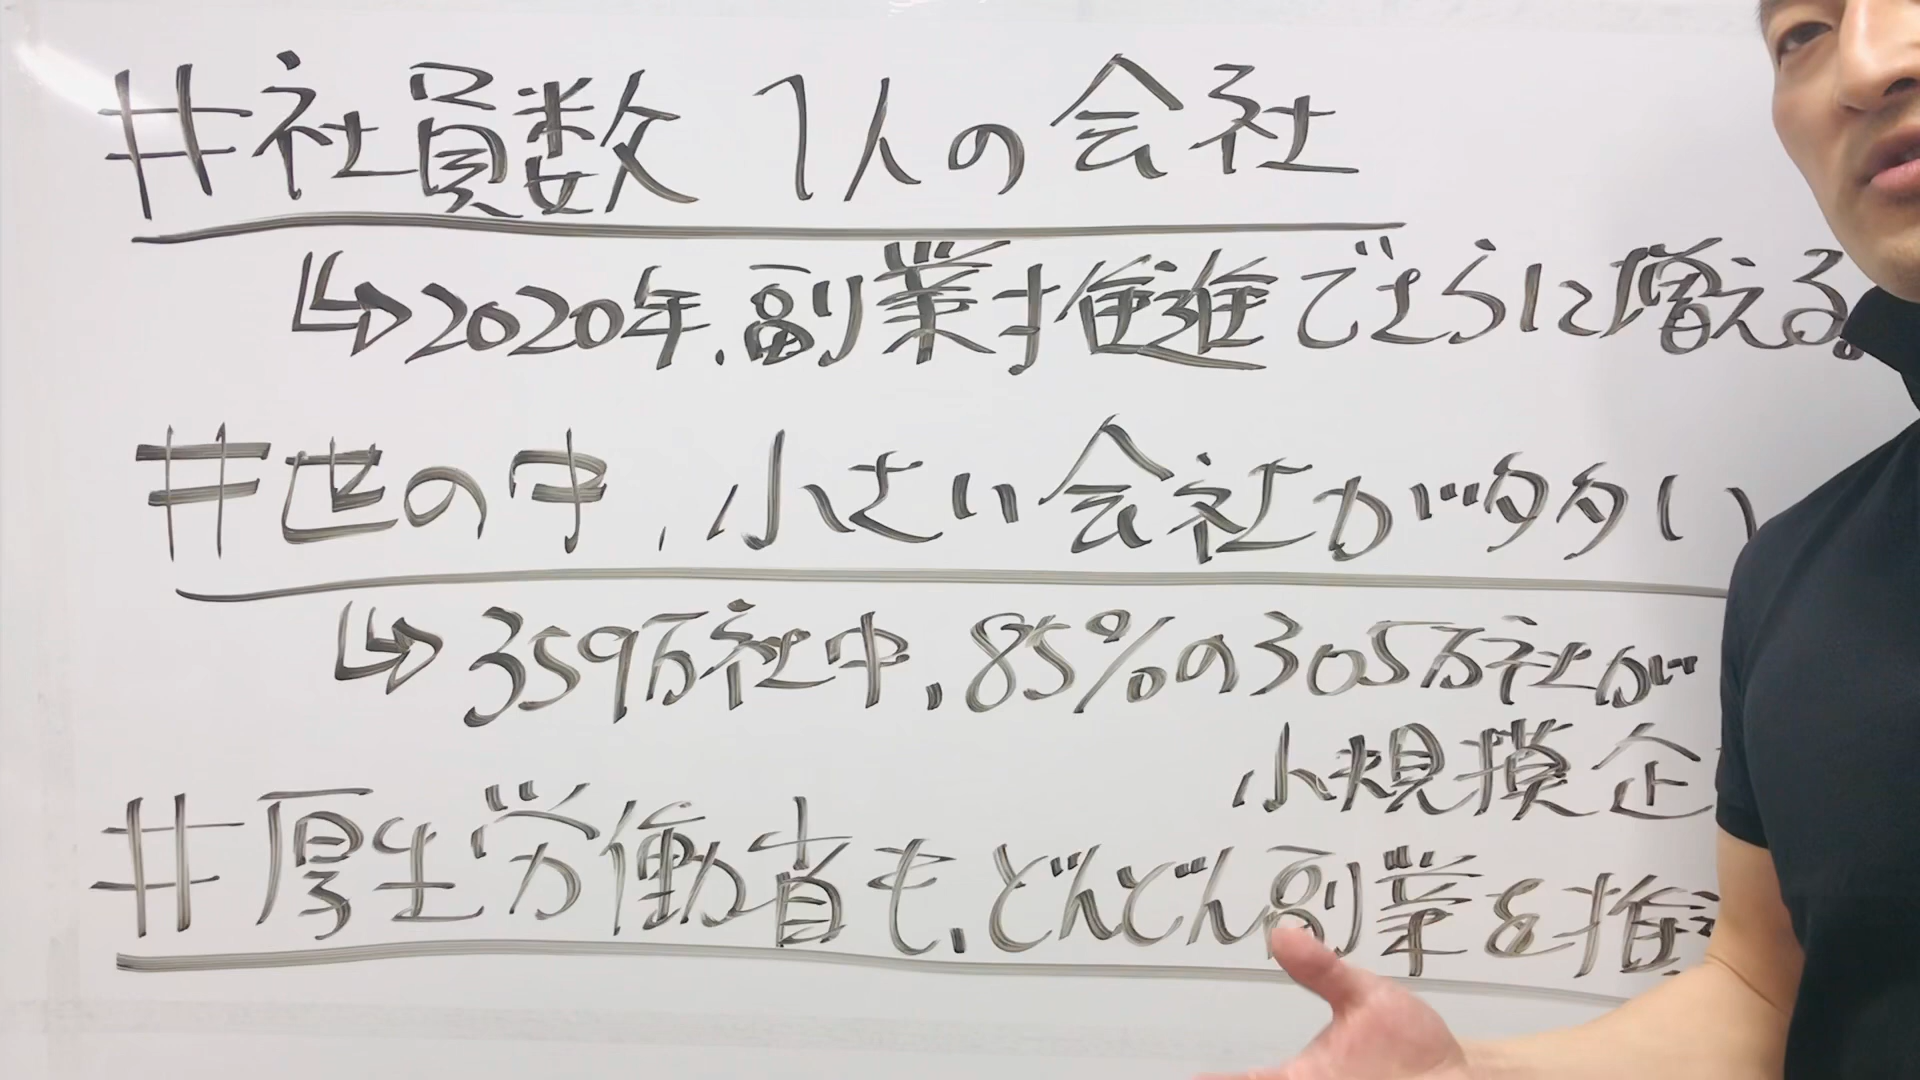 #社員数 1人の会社
↳2020年、副業推進でさらに増える。
#世の中、小さい会社が多い
↳359万社中、85%の305万社が
小規模企
#厚生労働省も、どんどん副業を推